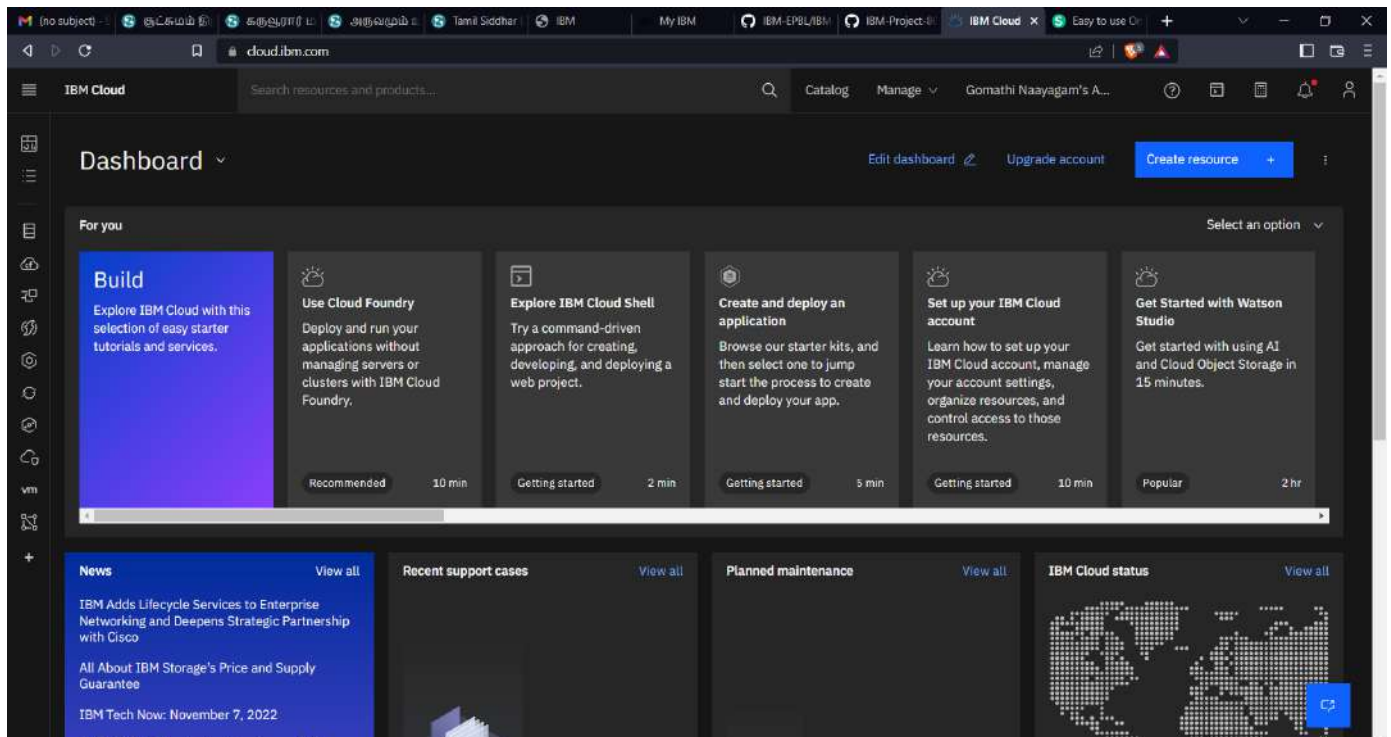 (no subject) -
Tamil Siddhar
IBM
My IBM
IBM-EPBL/IBM
IBM-Project-
IBM Cloud
Easy to use On
cloud.ibm.com
IBM Cloud
Search resources and products...
Catalog
Manage
Gomathi Naayagam's A...
Dashboard
Edit dashboard
Upgrade account
Create resource +
For you
Select an option
Build
Explore IBM Cloud with this
selection of easy starter
tutorials and services.
Use Cloud Foundry
Deploy and run your
applications without
managing servers or
clusters with IBM Cloud
Foundry.
Recommended
10 min
Explore IBM Cloud Shell
Try a command-driven
approach for creating,
developing, and deploying a
web project.
Getting started
2 min
Create and deploy an
application
Browse our starter kits, and
then select one to jump
start the process to create
and deploy your app.
Getting started
5 min
Set up your IBM Cloud
account
Learn how to set up your
IBM Cloud account, manage
your account settings,
organize resources, and
control access to those
resources.
Getting started
10 min
Get Started with Watson
Studio
Get started with using AI
and Cloud Object Storage in
15 minutes.
Popular
2 hr
vm
News
View all
IBM Adds Lifecycle Services to Enterprise
Networking and Deepens Strategic Partnership
with Cisco
All About IBM Storage's Price and Supply
Guarantee
IBM Tech Now: November 7, 2022
Recent support cases
View all
Planned maintenance
View all
IBM Cloud status
View all